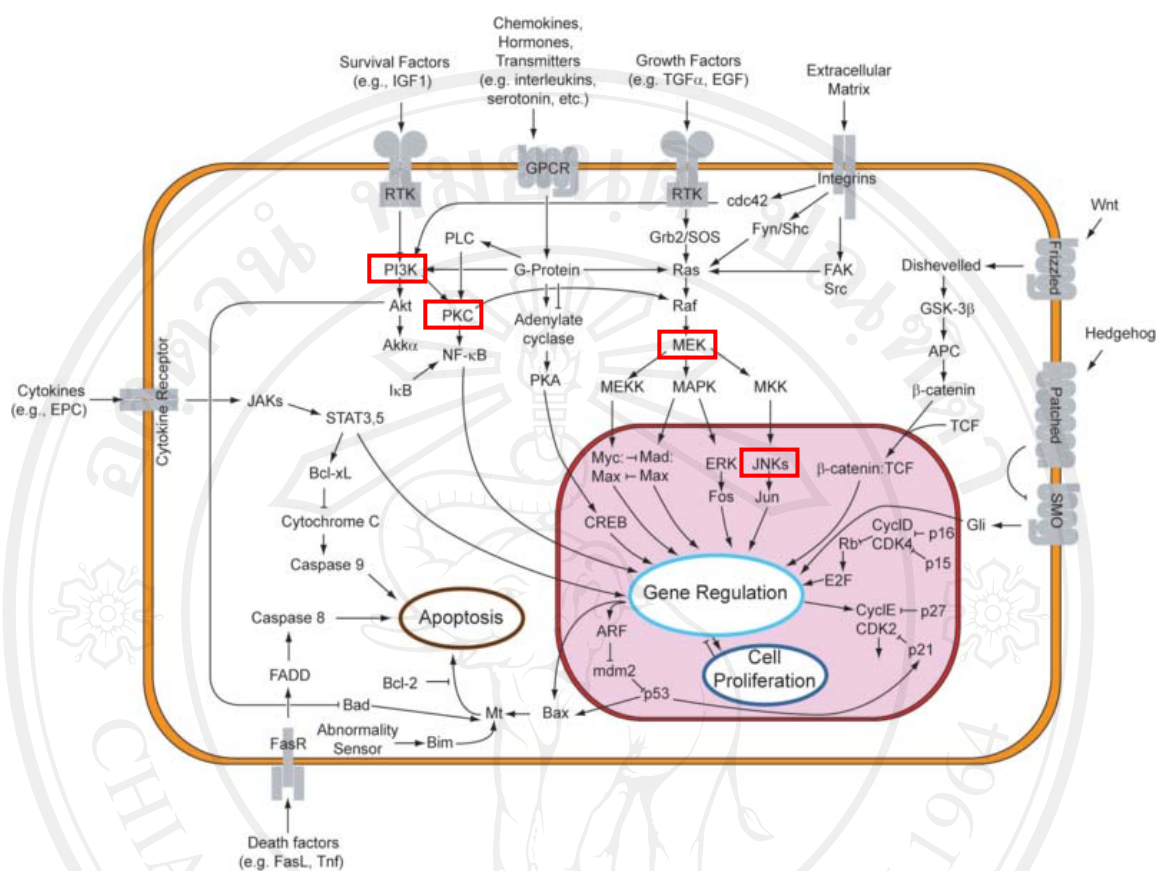 Chemokines,
Hormones,
Transmitters
(e.g. interleukins,
serotonin, etc.)
Survival Factors
(e.g., IGF1)
Growth Factors
(e.g. TGFα, EGF)
Extracellular
Matrix
RTK
GPCR
RTK
Integrins
cdc42
Wnt
Frizzled
PLC
Grb2/SOS
Fyn/Shc
PI3K
G-Protein
Ras
FAK
Src
Dishevelled
Akt
PKC
Adenylate
cyclase
Raf
GSK-3β
Hedgehog
Akkα
NF-κB
MEK
APC
IκB
PKA
MEKK
MAPK
MKK
β-catenin
Cytokines
(e.g., EPC)
Cytokine Receptor
JAKs
STAT3,5
TCF
Patched
Bcl-xL
Myc:
Max
Mad:
Max
ERK
JNKs
β-catenin:TCF
Fos
Jun
SMO
Cytochrome C
CREB
CyclD
CDK4
p16
p15
Gli
Rb
E2F
Caspase 9
Gene Regulation
Caspase 8
Apoptosis
ARF
CyclE
CDK2
p27
p21
FADD
Bcl-2
mdm2
Cell
Proliferation
p53
Bad
Mt
Bax
Abnormality
Sensor
Bim
FasR
Death factors
(e.g. FasL, Tnf)
1964